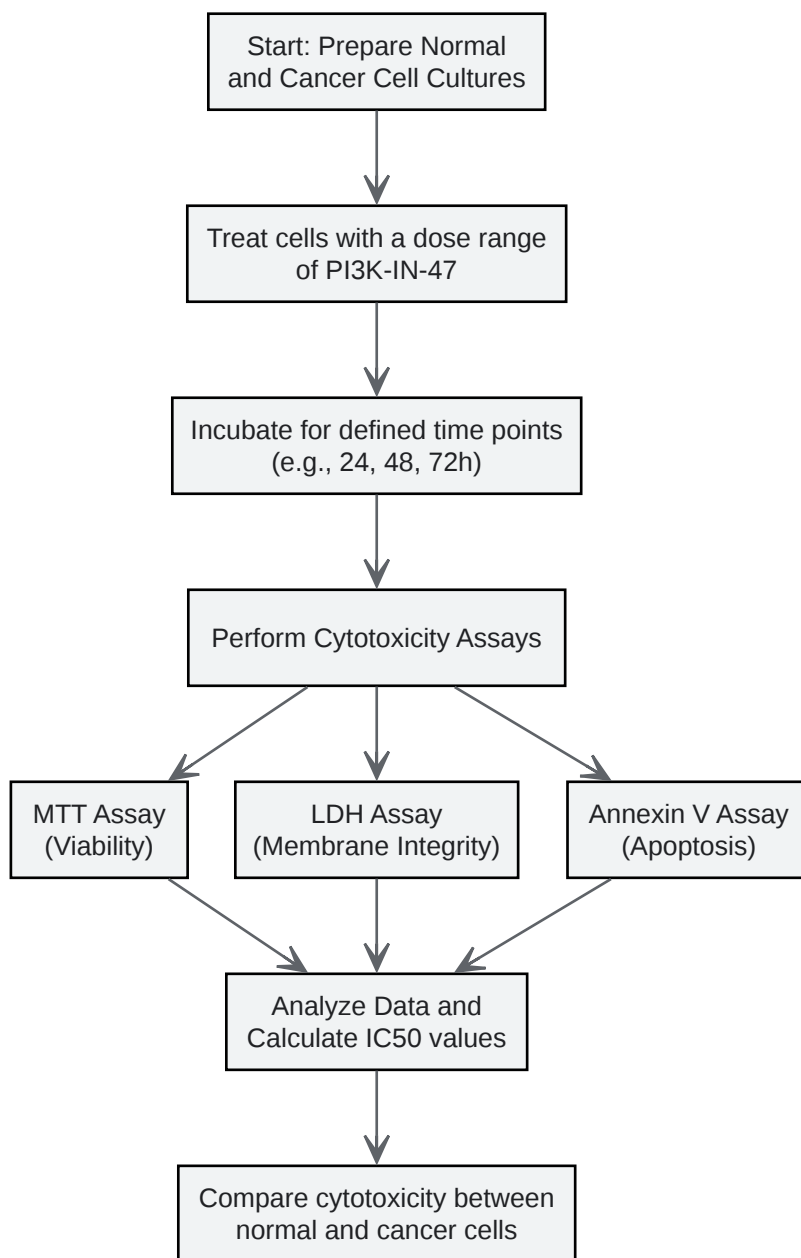 Start: Prepare Normal
and Cancer Cell Cultures
Treat cells with a dose range
of PI3K-IN-47
Incubate for defined time points
(e.g., 24, 48, 72h)
Perform Cytotoxicity Assays
MTT Assay
(Viability)
LDH Assay
(Membrane Integrity)
Annexin V Assay
(Apoptosis)
Analyze Data and
Calculate IC50 values
Compare cytotoxicity between
normal and cancer cells